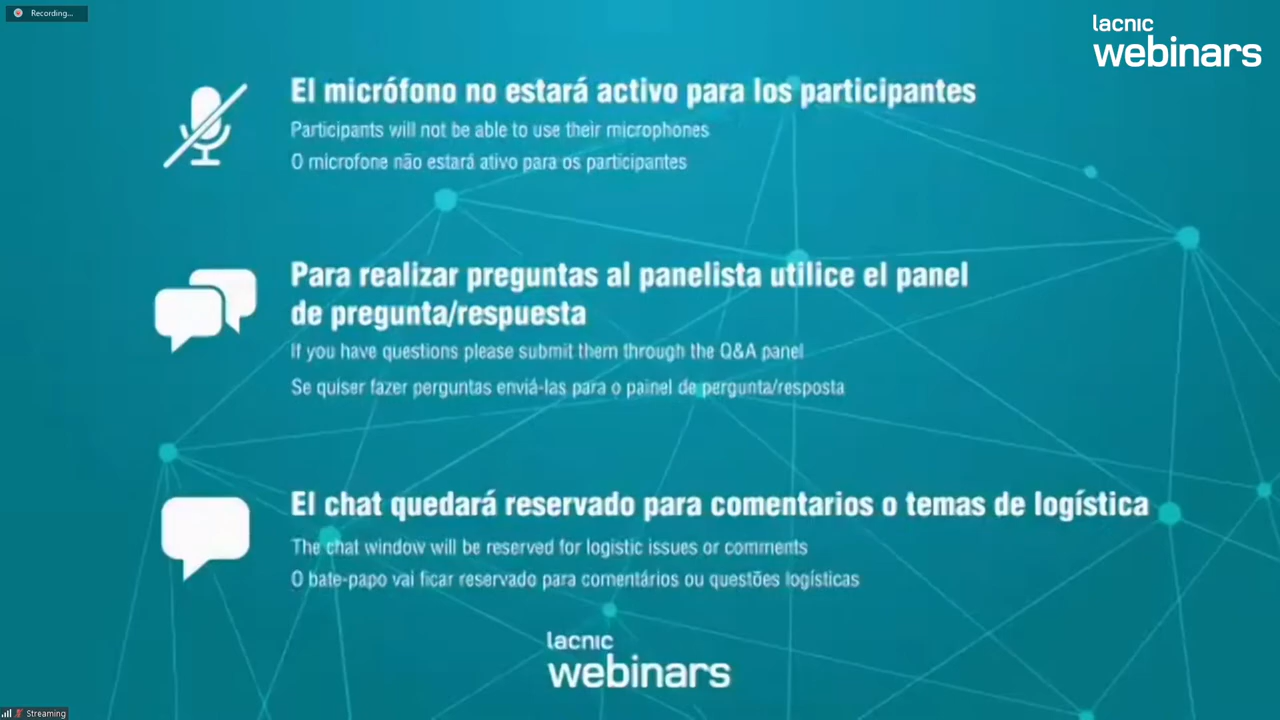 Recording...
lacnic
webinars
El micrófono no estará activo para los participantes
Participants will not be able to use their microphones
O microfone não estará ativo para os participantes
Para realizar preguntas al panelista utilice el panel
de pregunta/respuesta
If you have questions please submit them through the Q&A panel
Se quiser fazer perguntas enviá-las para o painel de pergunta/resposta
El chat quedará reservado para comentarios o temas de logística
The chat window will be reserved for logistic issues or comments
O bate-papo vai ficar reservado para comentários ou questões logísticas
lacnic
webinars
Streaming